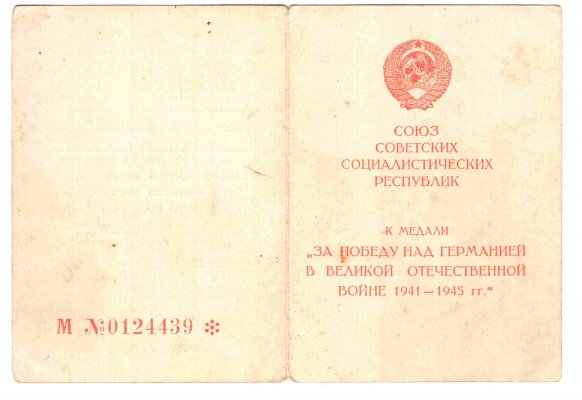 М №0124439 ❊
СОЮЗ
СОВЕТСКИХ
СОЦИАЛИСТИЧЕСКИХ
РЕСПУБЛИК
К МЕДАЛИ
„ЗА ПОБЕДУ НАД ГЕРМАНИЕЙ
В ВЕЛИКОЙ ОТЕЧЕСТВЕННОЙ
ВОЙНЕ 1941—1945 гг.“